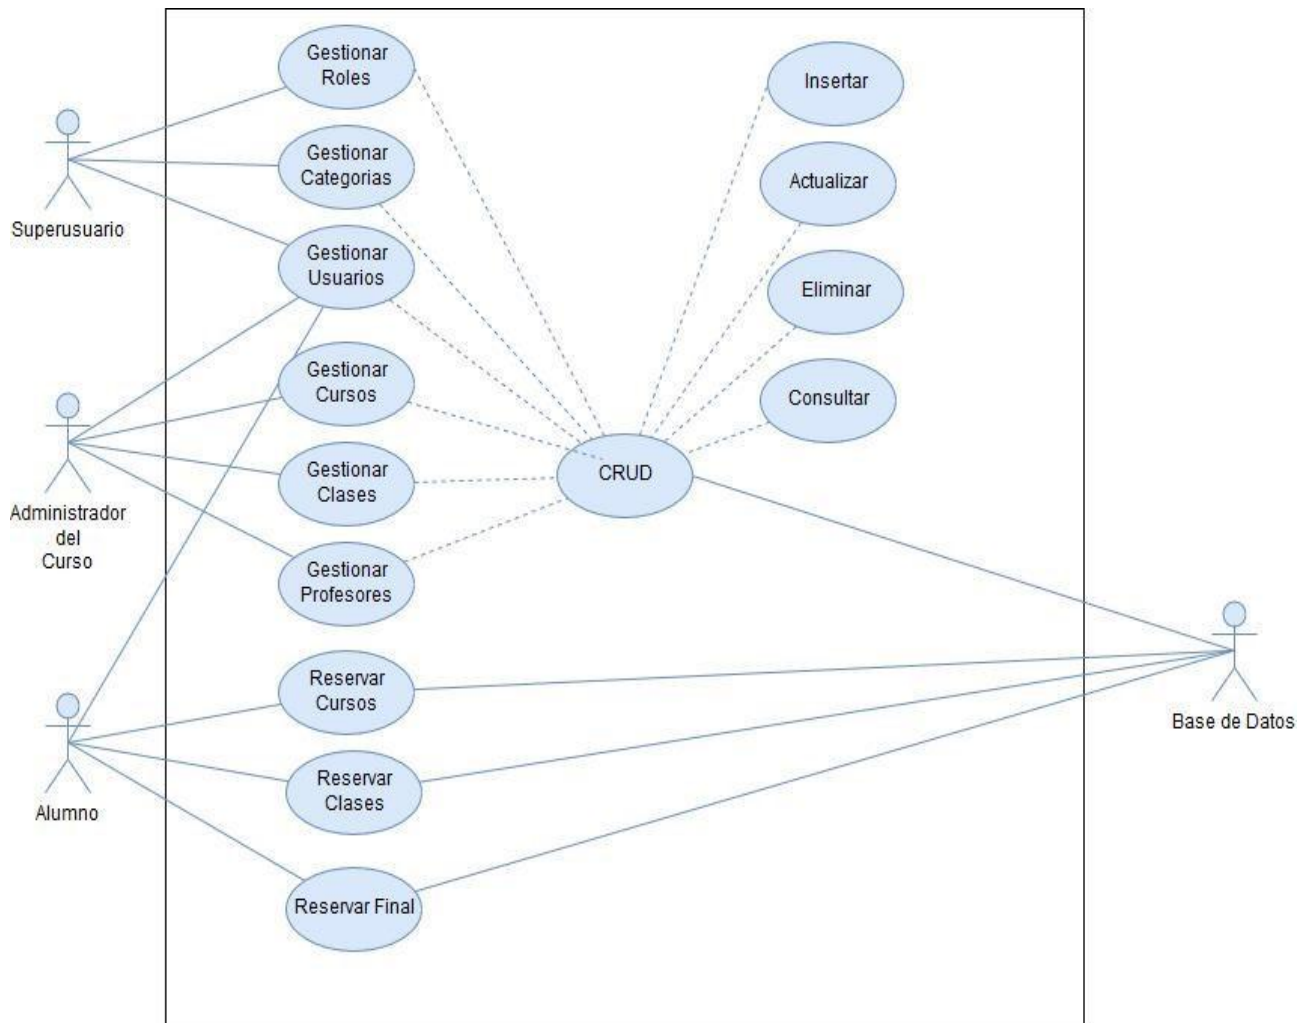 Gestionar
Roles
Insertar
Gestionar
Categorias
Actualizar
Superusuario
Gestionar
Usuarios
Eliminar
Gestionar
Cursos
Consultar
Gestionar
Clases
CRUD
Administrador
del
Curso
Gestionar
Profesores
Reservar
Cursos
Base de Datos
Reservar
Clases
Alumno
Reservar Final